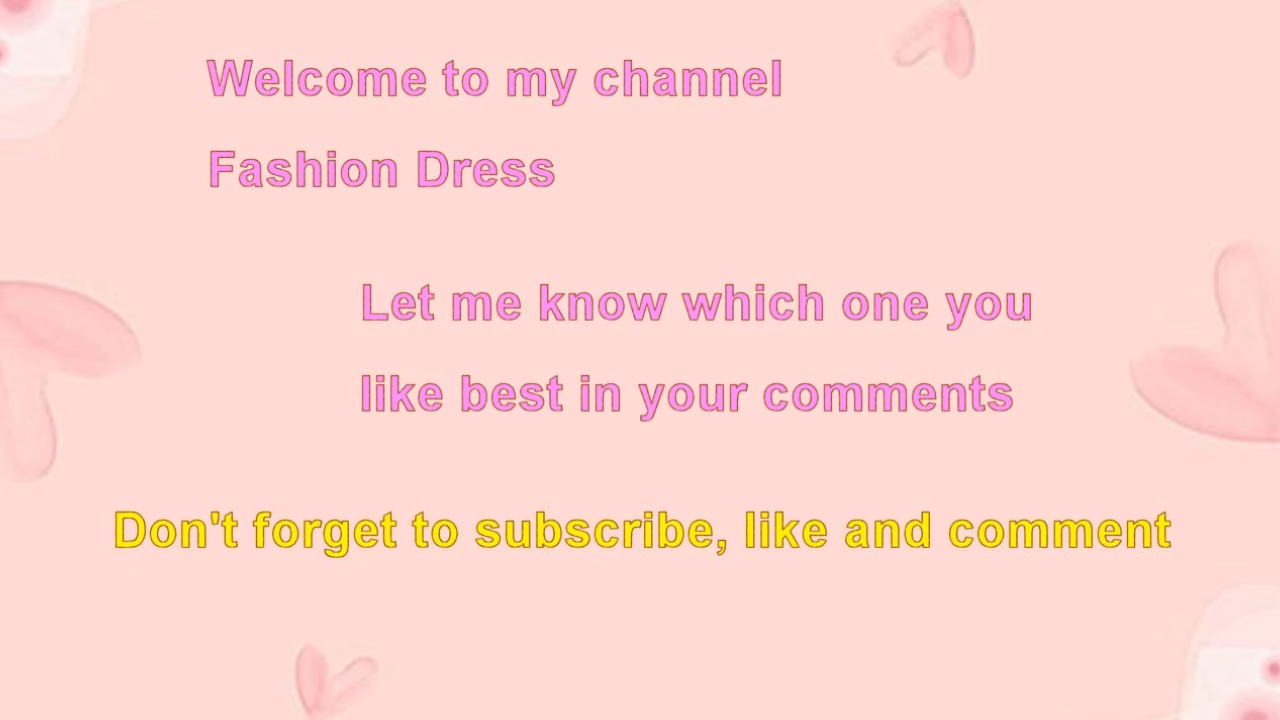 Welcome to my channel
Fashion Dress
Let me know which one you
like best in your comments
Don't forget to subscribe, like and comment